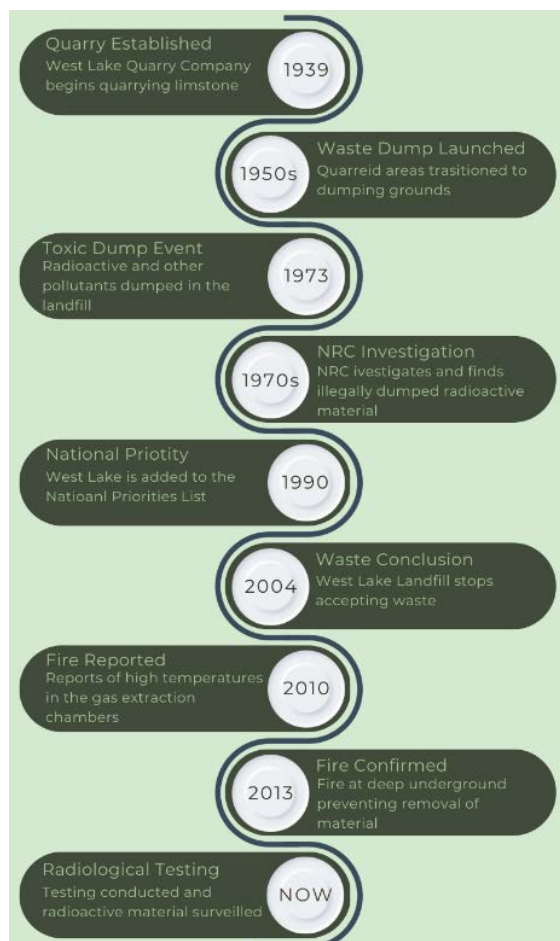 Quarry Established
West Lake Quarry Company
begins quarrying limstone
1939
Waste Dump Launched
Quarreid areas trasitioned to
dumping grounds
1950s
Toxic Dump Event
Radioactive and other
pollutants dumped in the
landfill
1973
NRC Investigation
NRC ivestigates and finds
illegally dumped radioactive
material
1970s
National Priotity
West Lake is added to the
Natioanl Priorities List
1990
Waste Conclusion
West Lake Landfill stops
accepting waste
2004
Fire Reported
Reports of high temperatures
in the gas extraction
chambers
2010
Fire Confirmed
Fire at deep underground
preventing removal of
material
2013
Radiological Testing
Testing conducted and
radioactive material surveilled
NOW